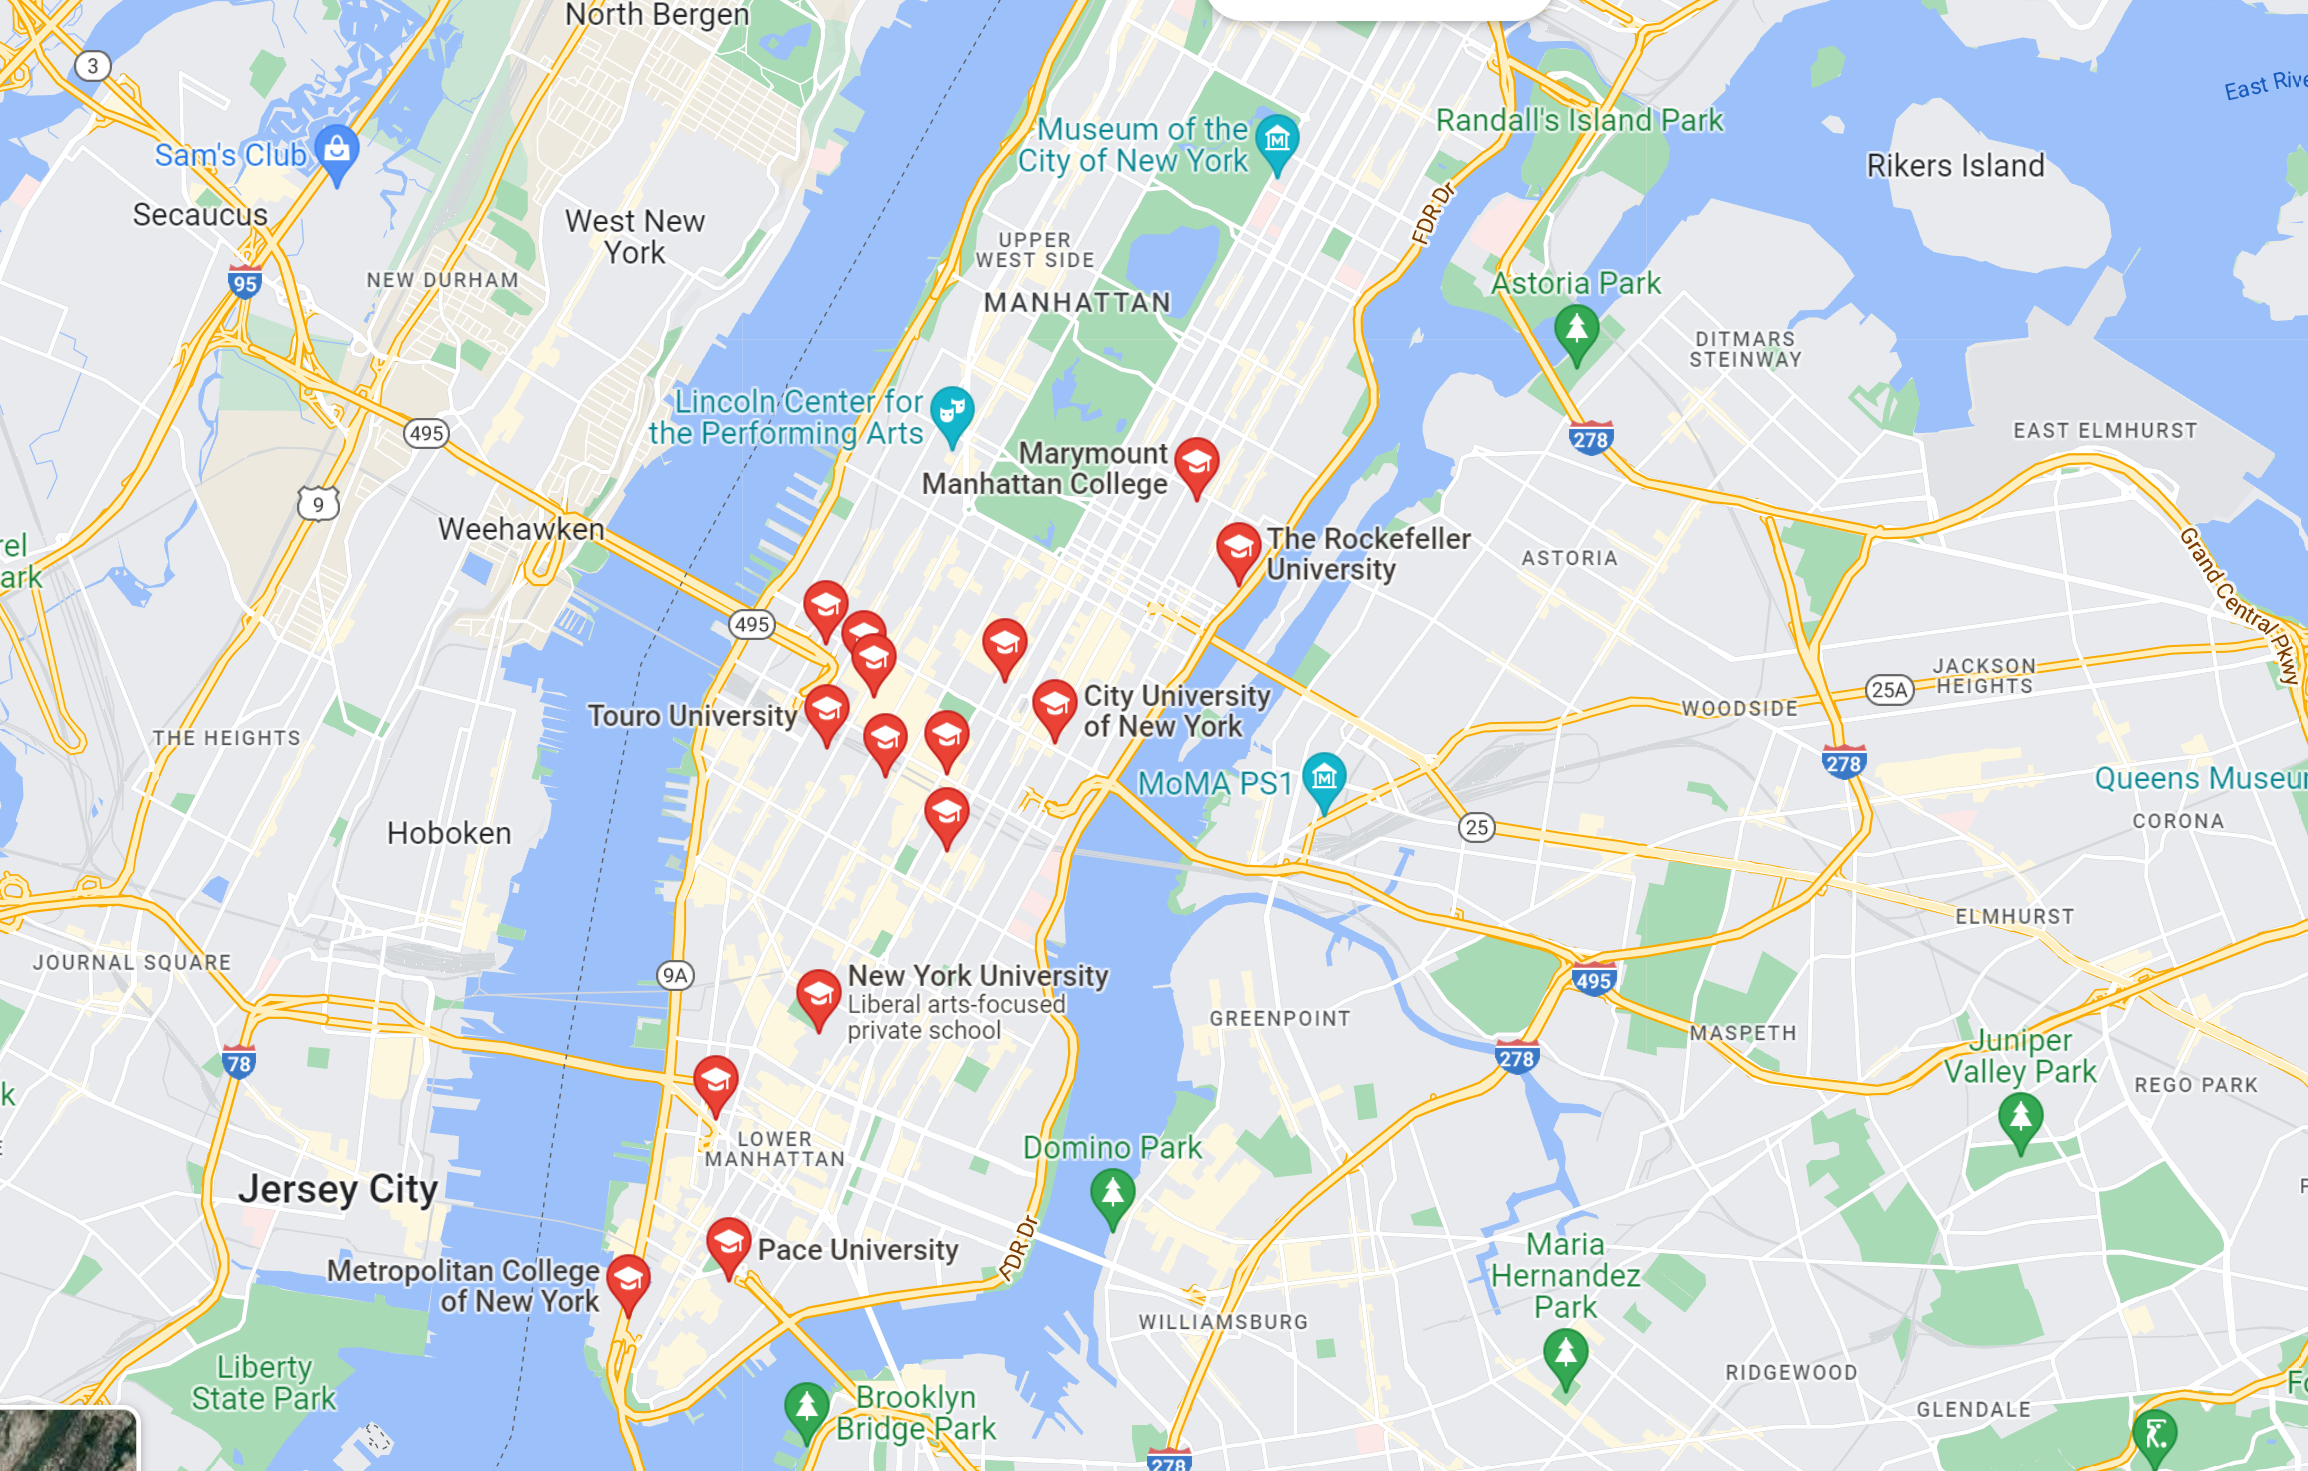 North Bergen
3
East Rive
Museum of the
City of New York
Randall's Island Park
Sam's Club
Rikers Island
Secaucus
West New
York
FDR Dr
UPPER
WEST SIDE
95
NEW DURHAM
MANHATTAN
Astoria Park
DITMARS
STEINWAY
Lincoln Center for
the Performing Arts
495
278
EAST ELMHURST
Marymount
Manhattan College
9
Weehawken
rel
ark
The Rockefeller
University
ASTORIA
Grand Central Pkwy
495
JACKSON
HEIGHTS
25A
Touro University
City University
of New York
WOODSIDE
THE HEIGHTS
278
MoMA PS1
Queens Museum
Hoboken
25
CORONA
ELMHURST
JOURNAL SQUARE
9A
New York University
Liberal arts-focused
private school
495
GREENPOINT
MASPETH
78
278
Juniper
Valley Park
REGO PARK
k
LOWER
MANHATTAN
Domino Park
Jersey City
Pace University
FDR Dr
Metropolitan College
of New York
Maria
Hernandez
Park
WILLIAMSBURG
Liberty
State Park
RIDGEWOOD
Fo
Brooklyn
Bridge Park
GLENDALE
278